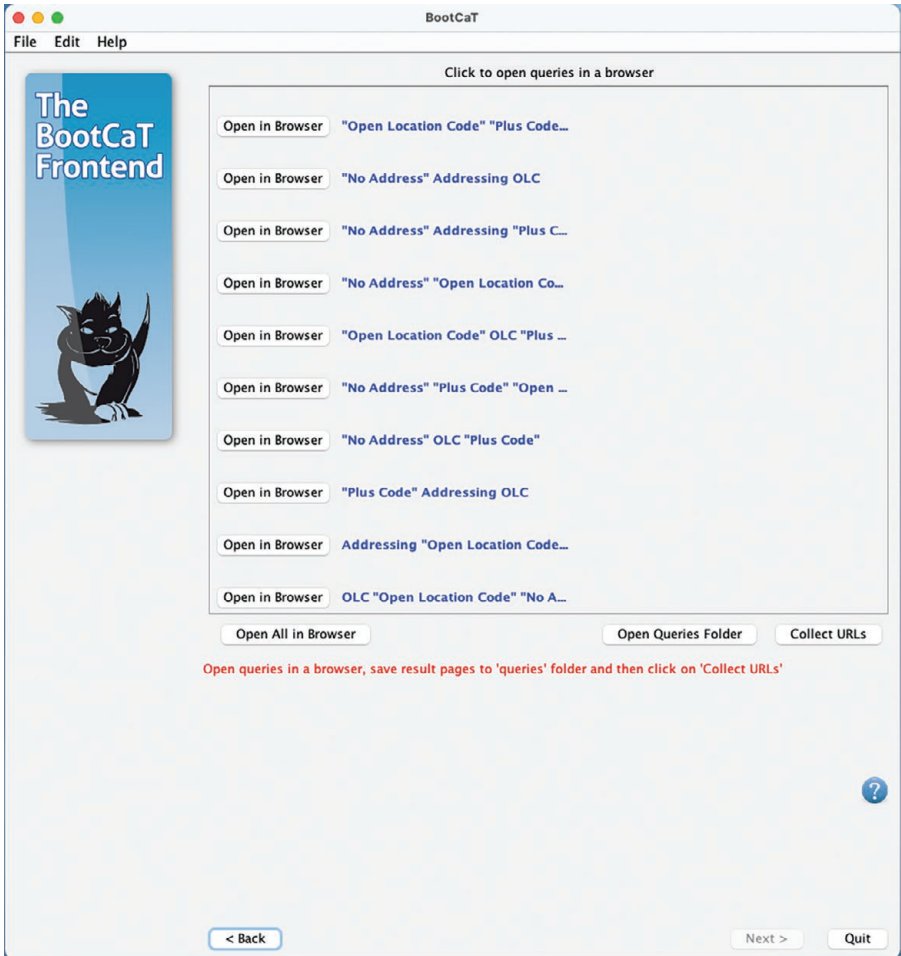 BootCaT
File Edit Help
The
BootCaT
Frontend
Click to open queries in a browser
Open in Browser "Open Location Code" "Plus Code...
Open in Browser "No Address" Addressing OLC
Open in Browser "No Address" Addressing "Plus C...
Open in Browser "No Address" "Open Location Co...
Open in Browser "Open Location Code" OLC "Plus ...
Open in Browser "No Address" "Plus Code" "Open ...
Open in Browser "No Address" OLC "Plus Code"
Open in Browser "Plus Code" Addressing OLC
Open in Browser Addressing "Open Location Code...
Open in Browser OLC "Open Location Code" "No A...
Open All in Browser Open Queries Folder Collect URLs
Open queries in a browser, save result pages to 'queries' folder and then click on 'Collect URLs'
?
< Back Next > Quit